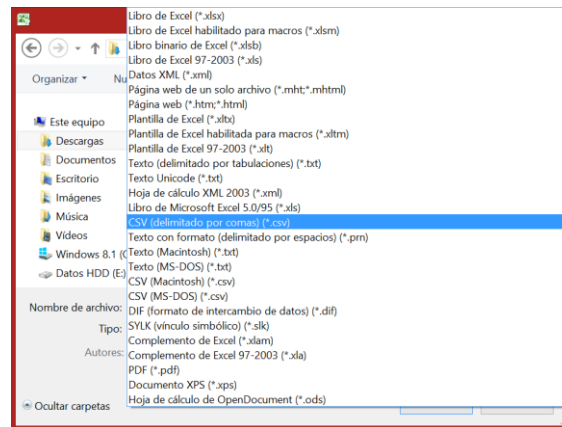 Libro de Excel (*.xlsx)
Libro de Excel habilitado para macros (*.xlsm)
Libro binario de Excel (*.xlsb)
Libro de Excel 97-2003 (*.xls)
Datos XML (*.xml)
Página web de un solo archivo (*.mht;*.mhtml)
Página web (*.htm;*.html)
Plantilla de Excel (*.xltx)
Plantilla de Excel habilitada para macros (*.xltm)
Plantilla de Excel 97-2003 (*.xlt)
Texto (delimitado por tabulaciones) (*.txt)
Texto Unicode (*.txt)
Hoja de cálculo XML 2003 (*.xml)
Libro de Microsoft Excel 5.0/95 (*.xls)
CSV (delimitado por comas) (*.csv)
Texto con formato (delimitado por espacios) (*.prn)
Texto (Macintosh) (*.txt)
Texto (MS-DOS) (*.txt)
CSV (Macintosh) (*.csv)
CSV (MS-DOS) (*.csv)
DIF (formato de intercambio de datos) (*.dif)
SYLK (vínculo simbólico) (*.slk)
Complemento de Excel (*.xlam)
Complemento de Excel 97-2003 (*.xla)
PDF (*.pdf)
Documento XPS (*.xps)
Hoja de cálculo de OpenDocument (*.ods)
Organizar Nu
Este equipo
Descargas
Documentos
Escritorio
Imágenes
Música
Vídeos
Windows 8.1 (
Datos HDD (E:)
Nombre de archivo:
Tipo:
Autores:
Ocultar carpetas